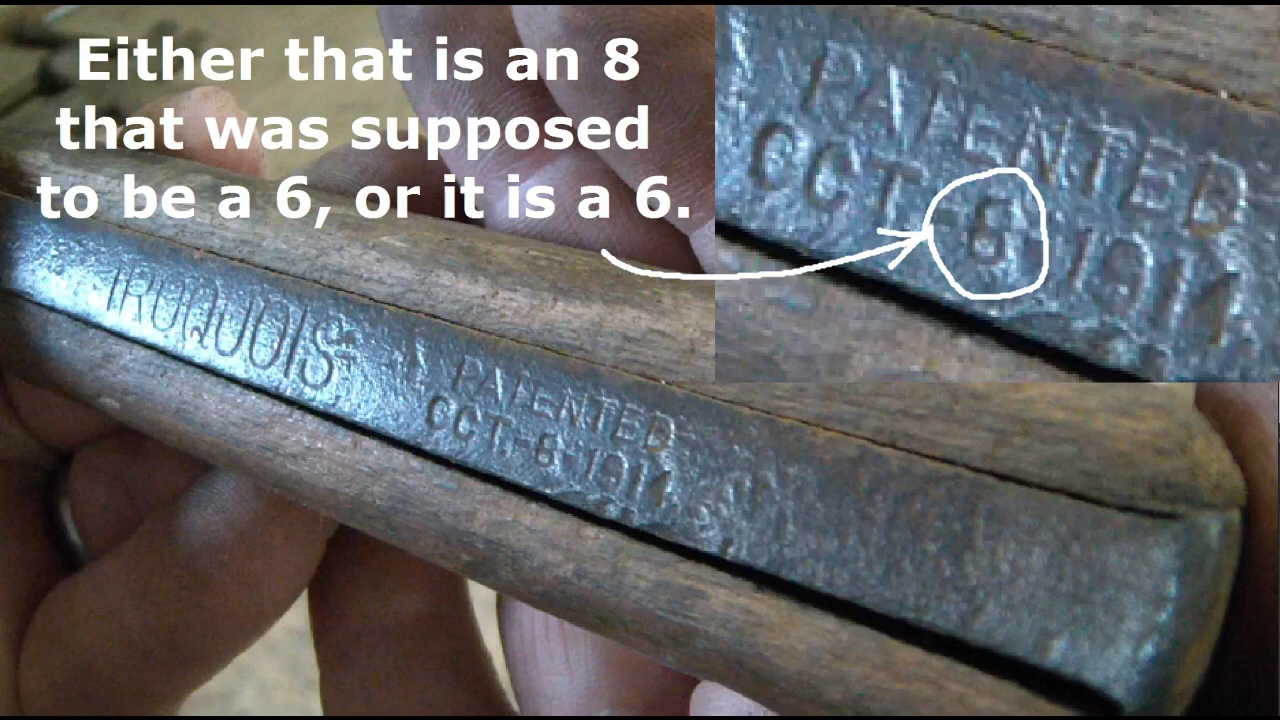 Either that is an 8
that was supposed
to be a 6, or it is a 6.
IROQUOIS
PATENTED
OCT-6-1914
PATENTED
OCT-6-1914